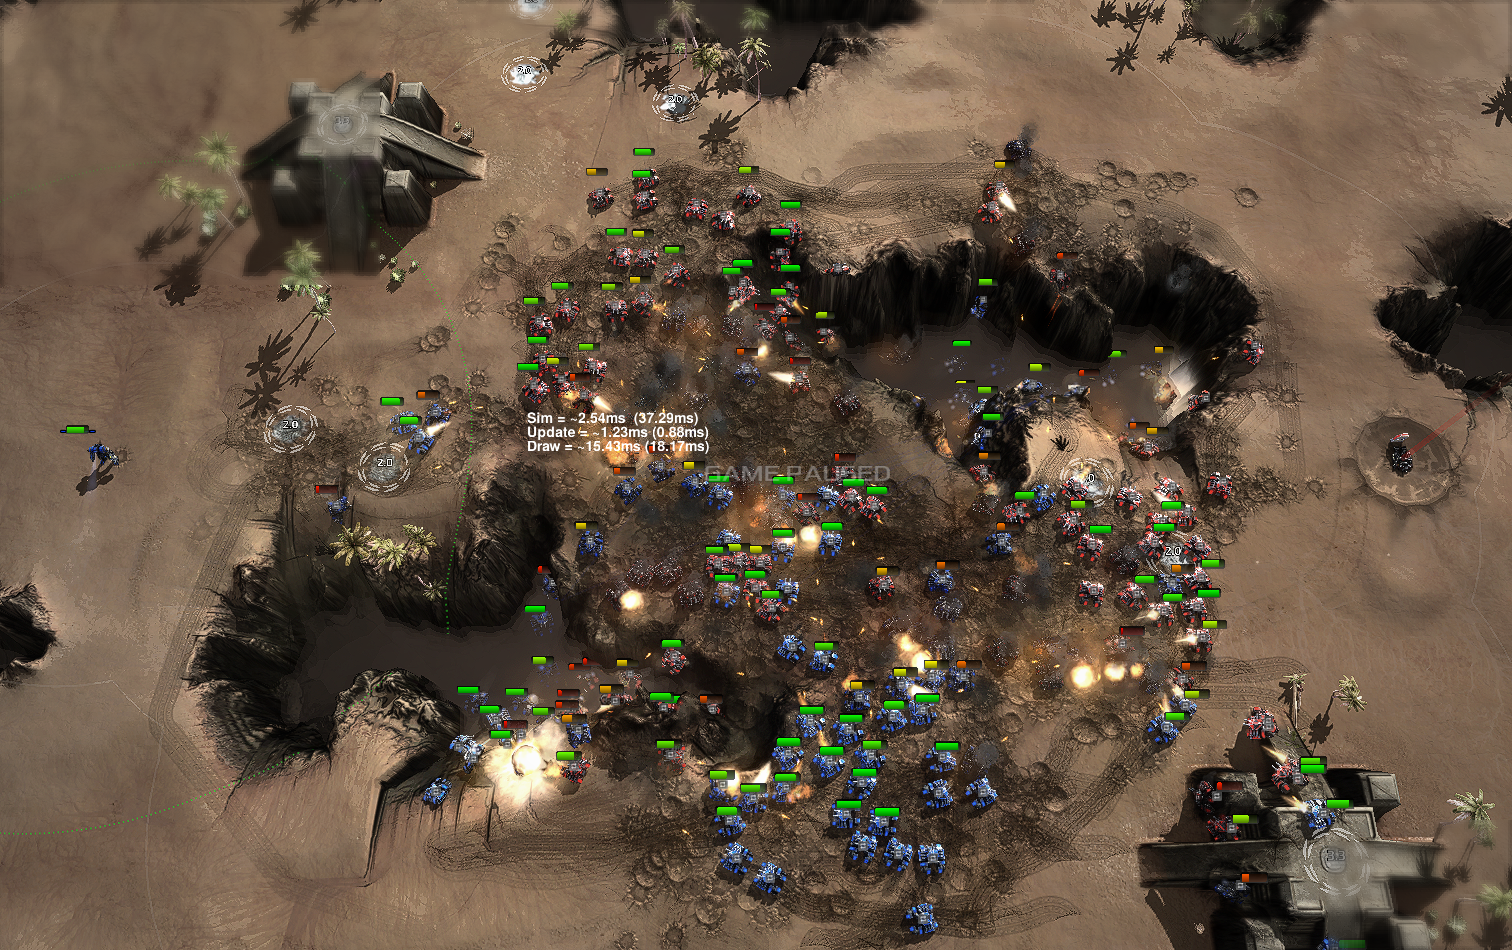 2.0
2.0
2.0
2.0
Sim = ~2.54ms (37.29ms)
Update = ~1.23ms (0.88ms)
Draw = ~15.43ms (18.17ms)
GAME PAUSED
2.0
33